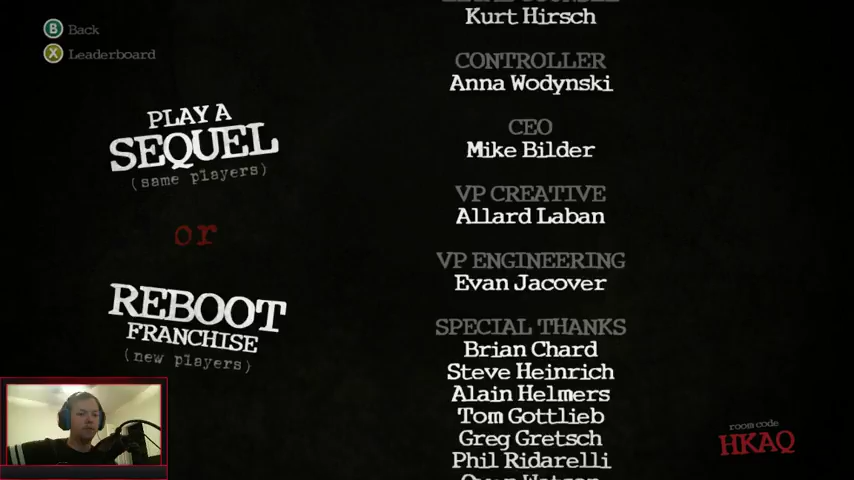 B Back
X Leaderboard
PLAY A
SEQUEL
(same players)
or
REBOOT
FRANCHISE
(new players)
Kurt Hirsch
CONTROLLER
Anna Wodynski
CEO
Mike Bilder
VP CREATIVE
Allard Laban
VP ENGINEERING
Evan Jacover
SPECIAL THANKS
Brian Chard
Steve Heinrich
Alain Helmers
Tom Gottlieb
Greg Gretsch
Phil Ridarelli
room code
HKAQ